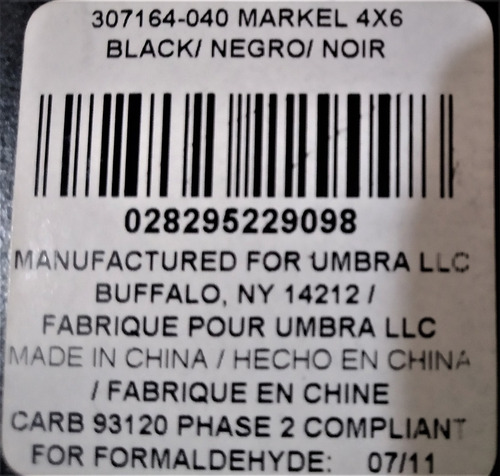 307164-040 MARKEL 4X6
BLACK/ NEGRO/ NOIR
028295229098
MANUFACTURED FOR UMBRA LLC
BUFFALO, NY 14212 /
FABRIQUE POUR UMBRA LLC
MADE IN CHINA / HECHO EN CHINA
/ FABRIQUE EN CHINE
CARB 93120 PHASE 2 COMPLIANT
FOR FORMALDEHYDE: 07/11